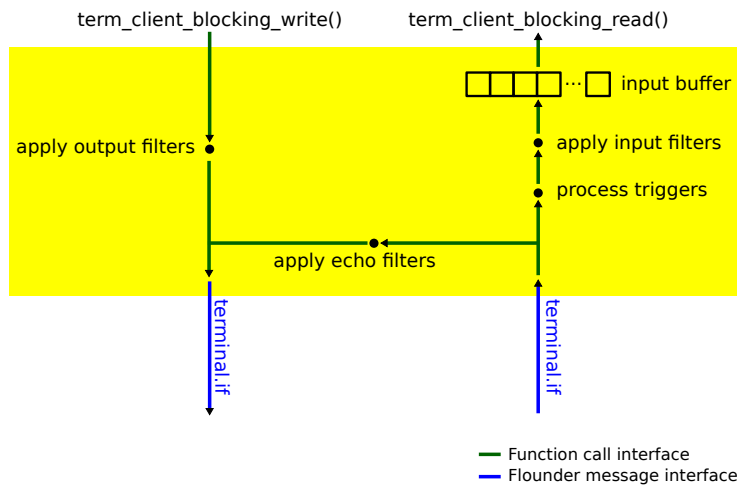 term_client_blocking_write()
term_client_blocking_read()
input buffer
apply output filters
apply input filters
process triggers
apply echo filters
terminal.if
terminal.if
Function call interface
Flounder message interface